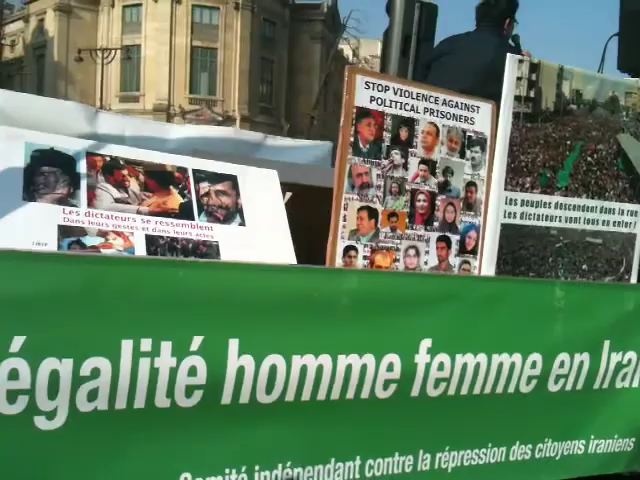 STOP VIOLENCE AGAINST
POLITICAL PRISONERS
Les dictateurs se ressemblent
Dans leurs gestes et dans leurs actes
Les peuples descendent dans la rue
Les dictateurs vont tous en enfer !
égalité homme femme en Iran
Comité indépendant contre la répression des citoyens iraniens